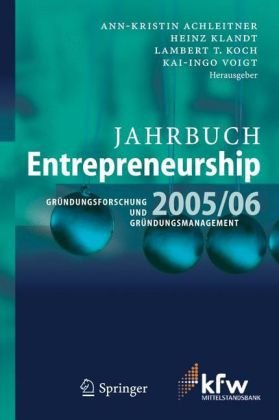 ANN-KRISTIN ACHLEITNER
HEINZ KLANDT
LAMBERT T. KOCH
KAI-INGO VOIGT
Herausgeber
JAHRBUCH
Entrepreneurship
GRÜNDUNGSFORSCHUNG
UND
GRÜNDUNGSMANAGEMENT
2005/06
Springer
kfw
MITTELSTANDSBANK